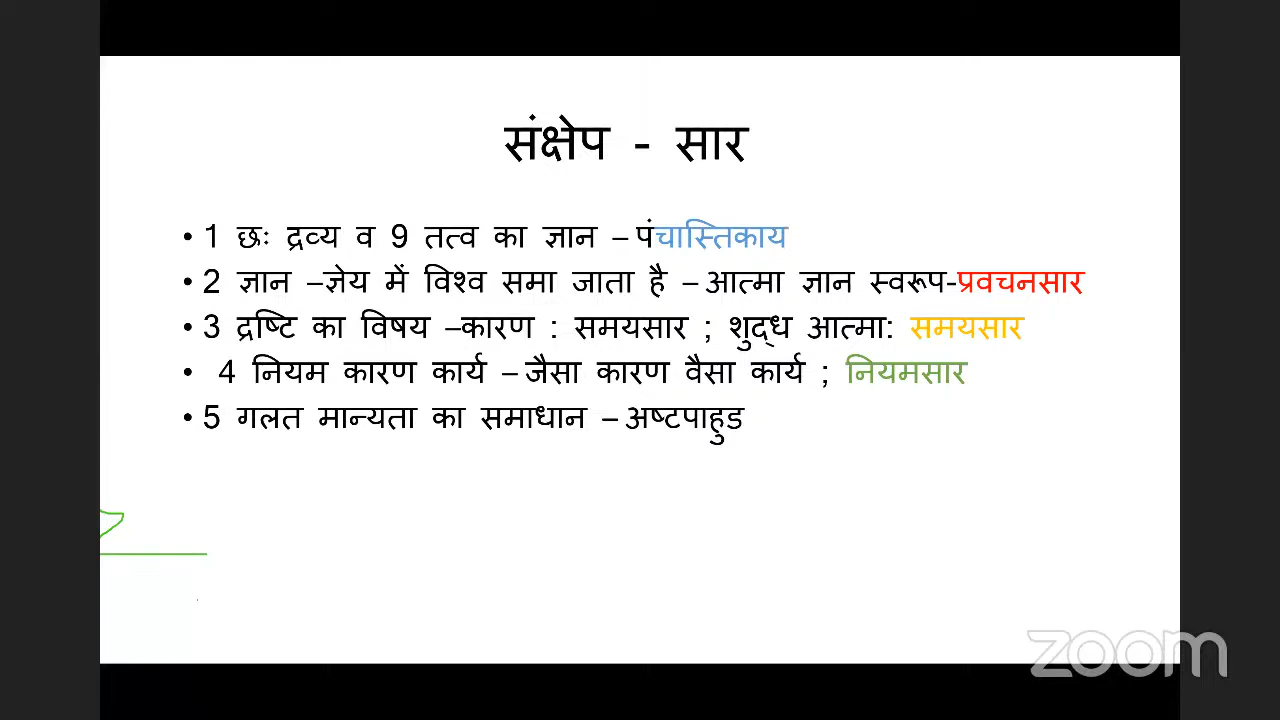 संक्षेप - सार
• 1 छः द्रव्य व 9 तत्व का ज्ञान – पंचास्तिकाय
• 2 ज्ञान –ज्ञेय में विश्व समा जाता है – आत्मा ज्ञान स्वरूप-प्रवचनसार
• 3 द्रष्टि का विषय –कारण : समयसार ; शुद्ध आत्मा: समयसार
• 4 नियम कारण कार्य – जैसा कारण वैसा कार्य ; नियमसार
• 5 गलत मान्यता का समाधान – अष्टपाहुड
zoom